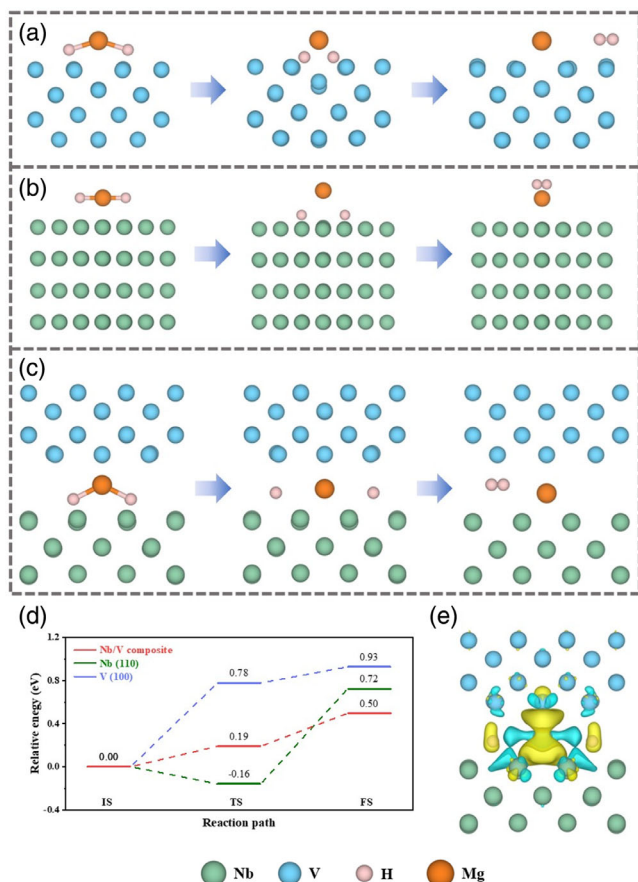 (a)
(b)
(c)
(d)
(e)
Relative energy (eV)
1.2
0.8
0.4
0.0
-0.4
Nb/V composite
Nb (110)
V (100)
0.00
0.78
0.19
-0.16
0.93
0.72
0.50
IS TS FS
Reaction path
Nb V H Mg